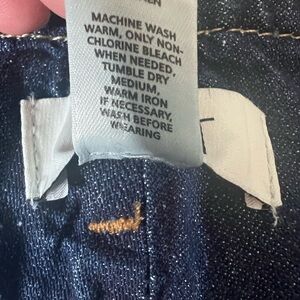 MACHINE WASH
WARM, ONLY NON-
CHLORINE BLEACH
WHEN NEEDED,
TUMBLE DRY
MEDIUM,
WARM IRON
IF NECESSARY,
WASH BEFORE
WEARING